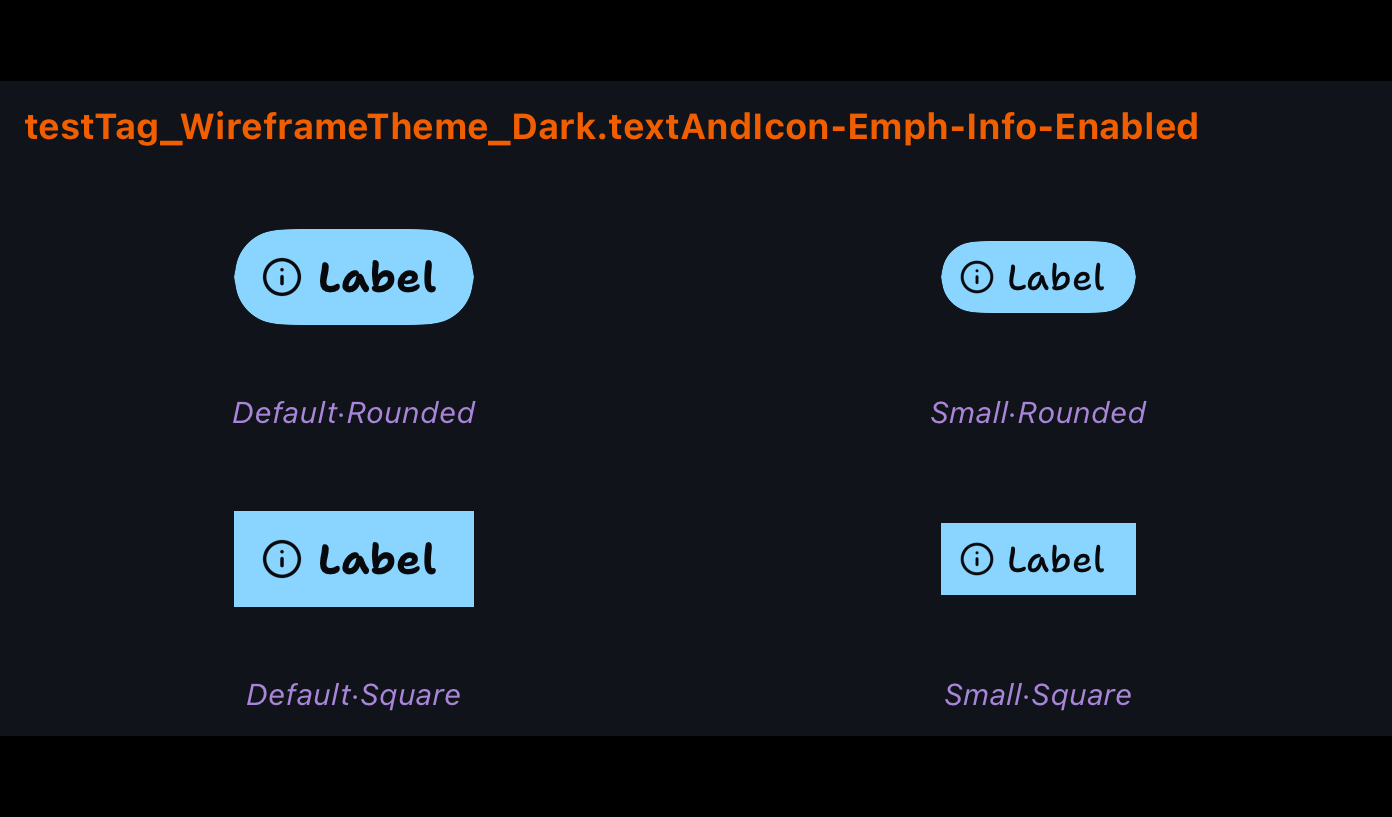 testTag_WireframeTheme_Dark.textAndIcon-Emph-Info-Enabled
Label
Label
Default·Rounded
Small·Rounded
Label
Label
Default·Square
Small·Square